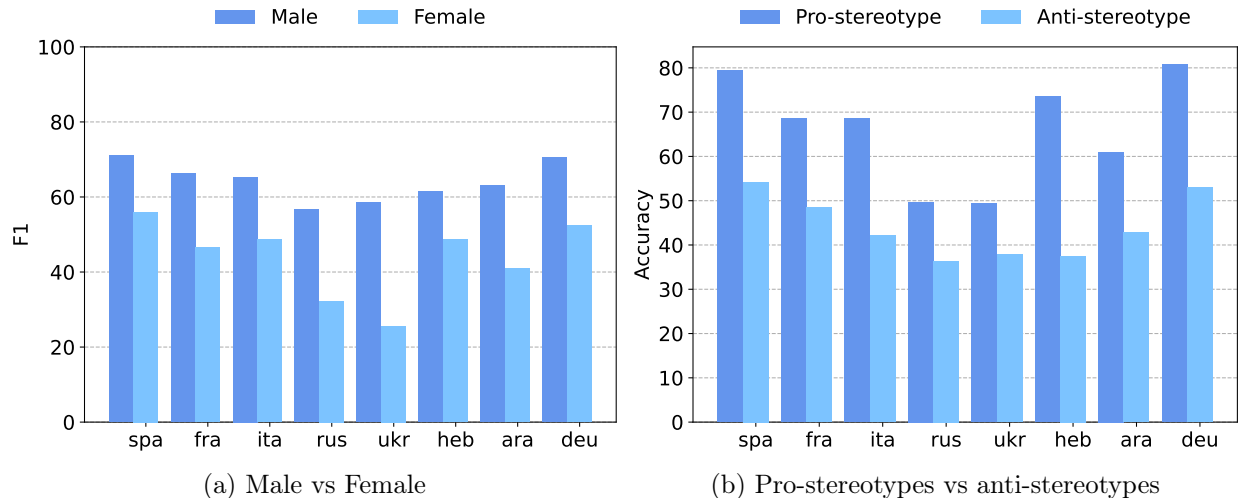 Male Female
F1
100
80
60
40
20
0
spa fra ita rus ukr heb ara deu
(a) Male vs Female
Pro-stereotype Anti-stereotype
Accuracy
80
70
60
50
40
30
20
10
0
spa fra ita rus ukr heb ara deu
(b) Pro-stereotypes vs anti-stereotypes